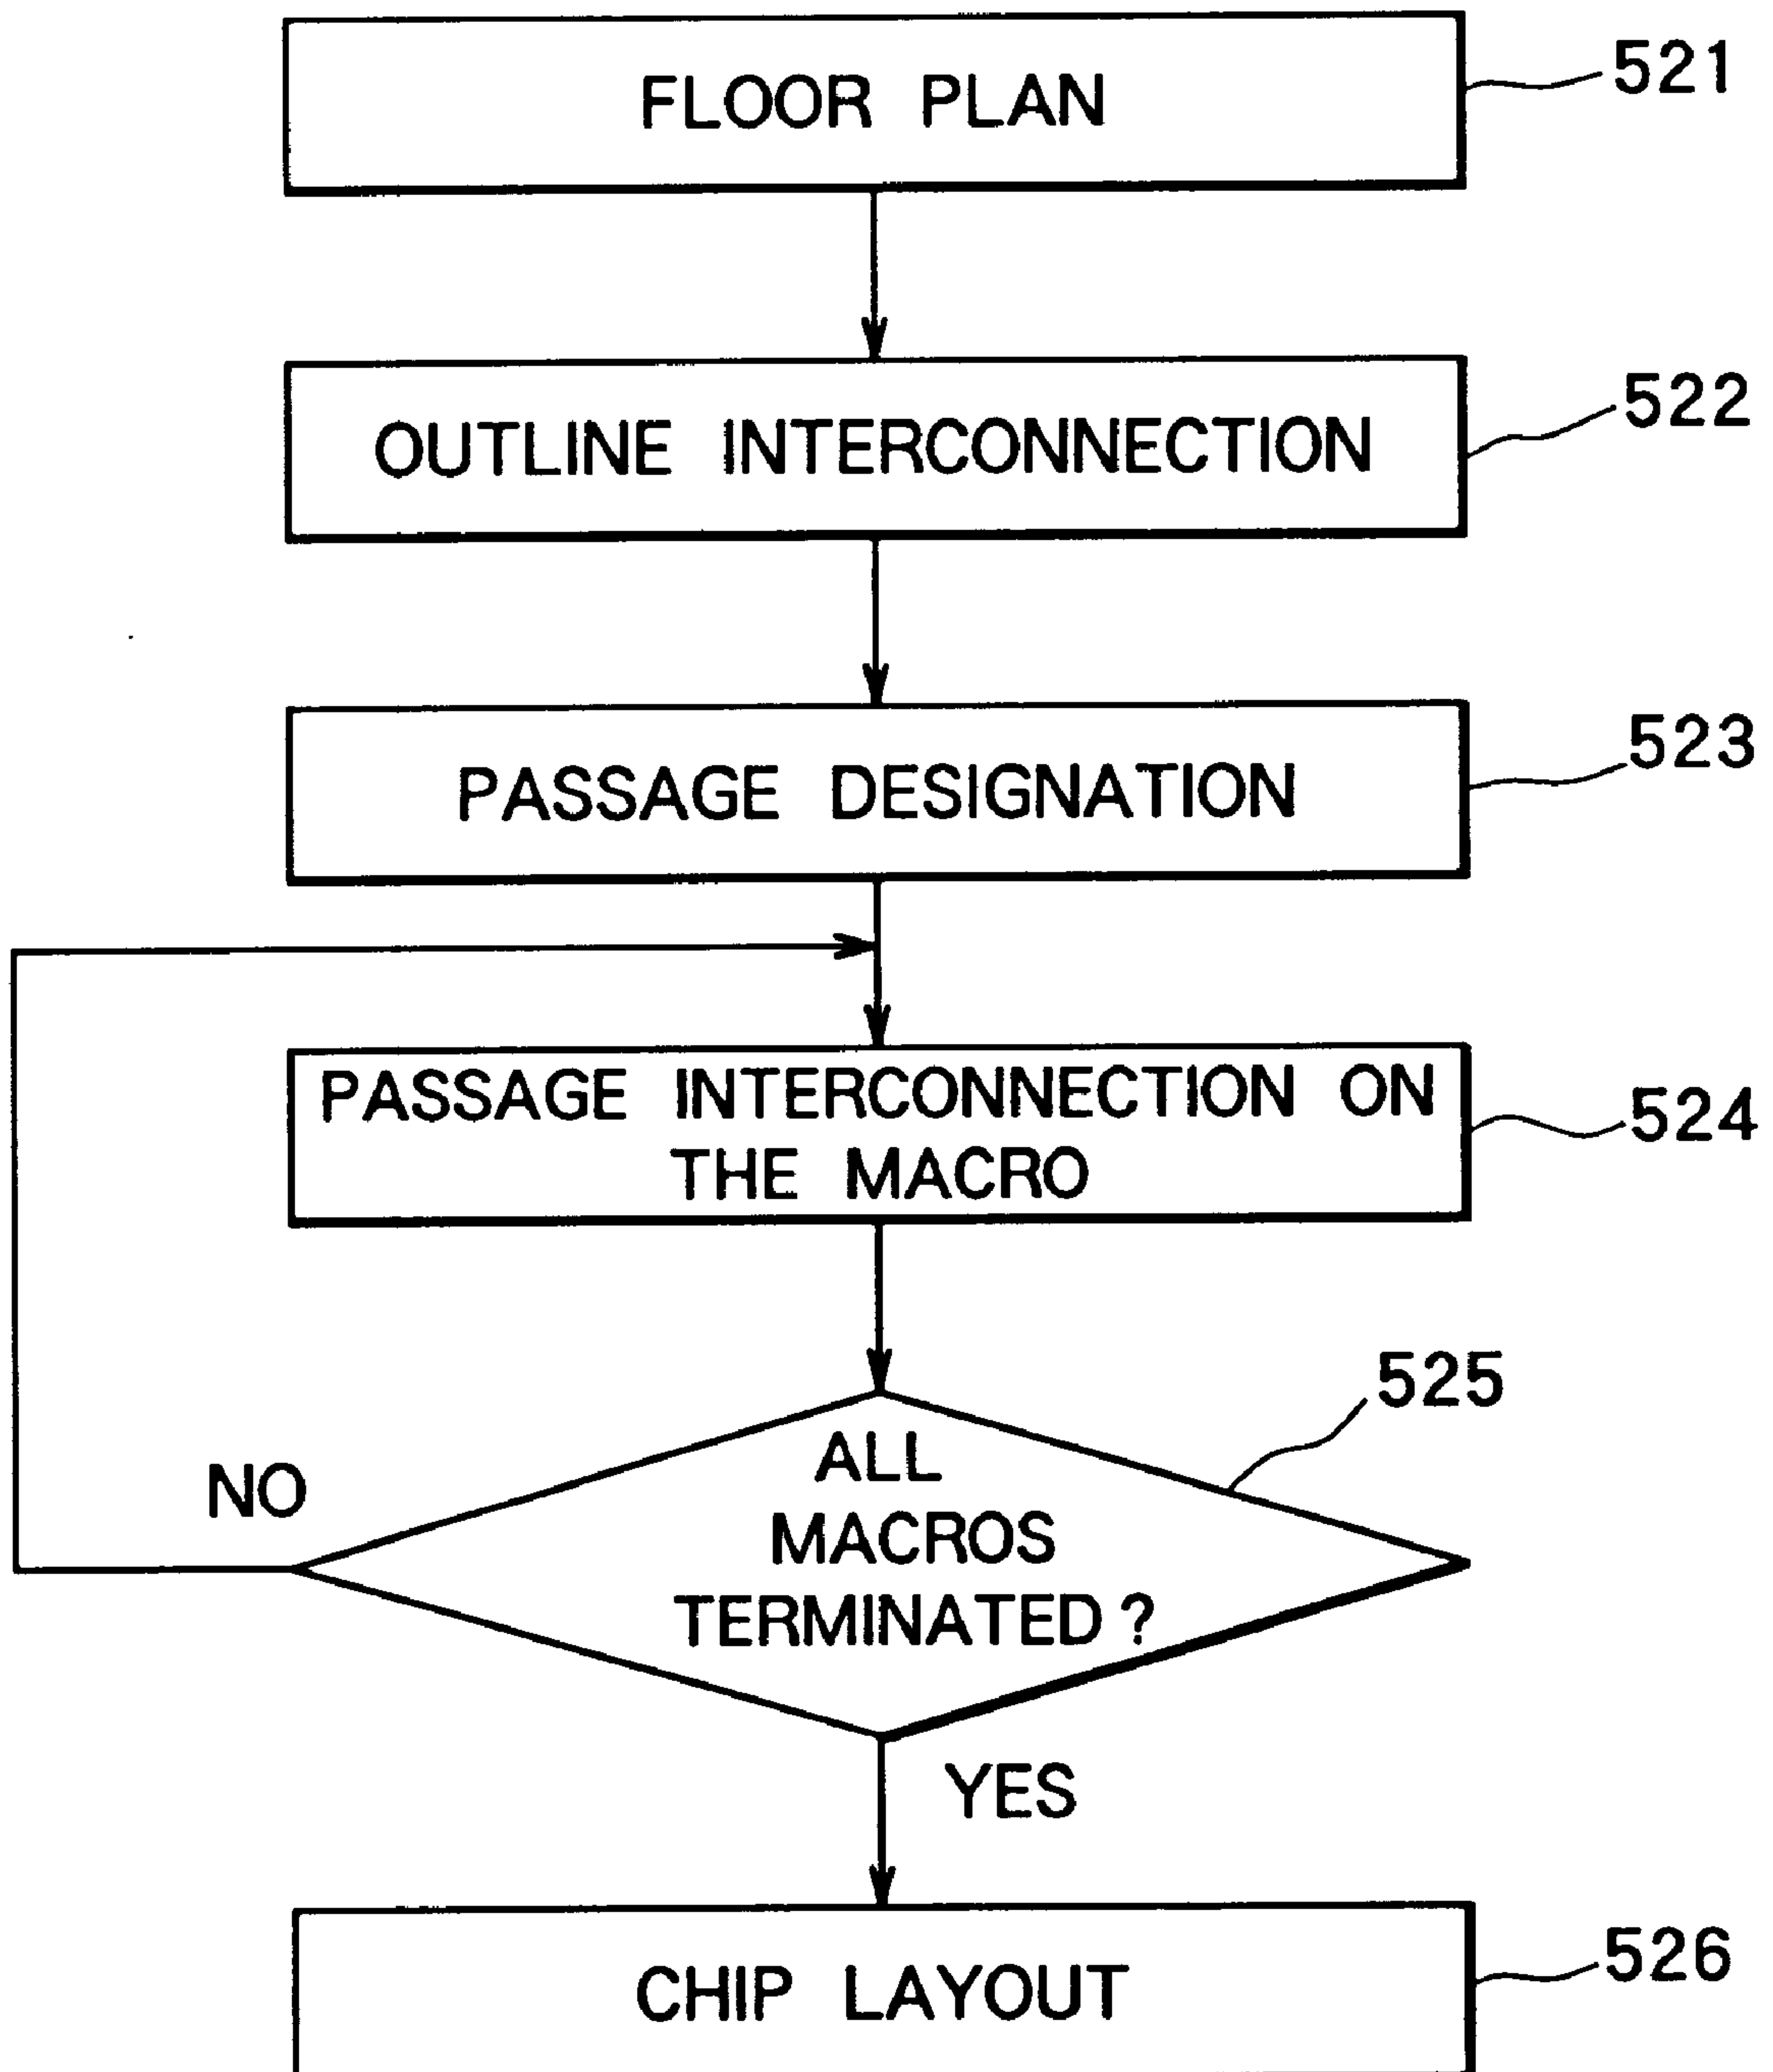 FLOOR PLAN
521
OUTLINE INTERCONNECTION
522
PASSAGE DESIGNATION
523
PASSAGE INTERCONNECTION ON
THE MACRO
524
525
ALL
MACROS
TERMINATED?
NO
YES
CHIP LAYOUT
526